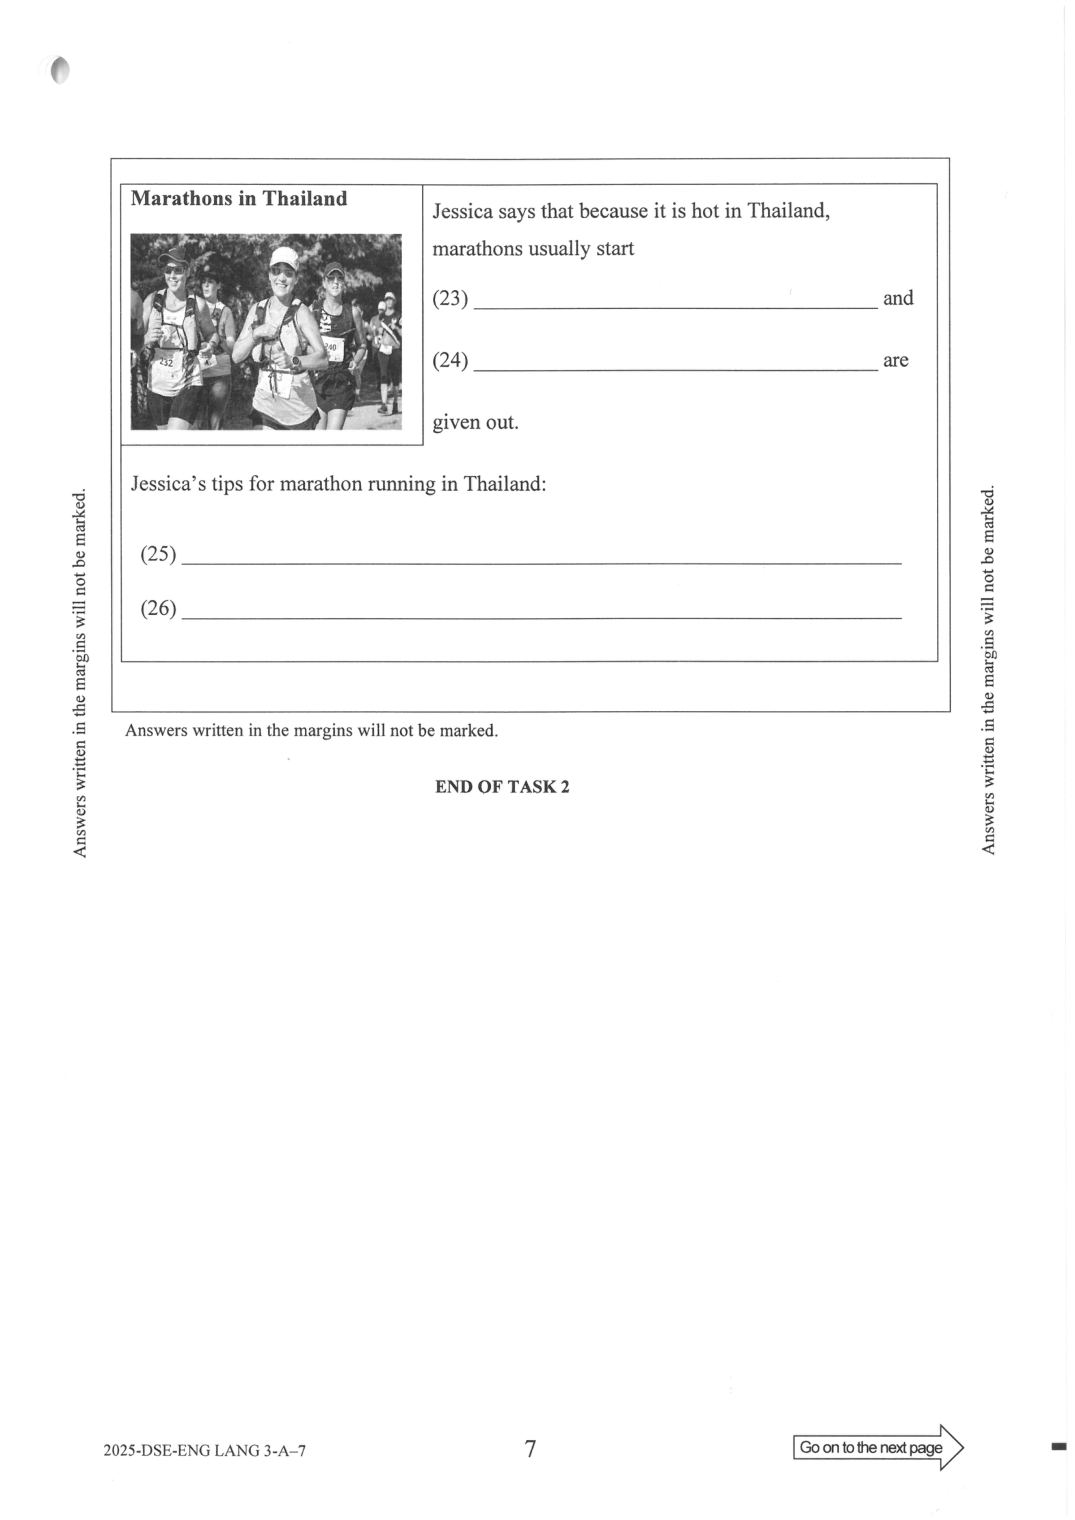 Marathons in Thailand
Jessica says that because it is hot in Thailand,
marathons usually start
(23) and
(24) are
given out.
232
240
Jessica's tips for marathon running in Thailand:
(25)
(26)
Answers written in the margins will not be marked.
Answers written in the margins will not be marked.
Answers written in the margins will not be marked.
END OF TASK 2
2025-DSE-ENG LANG 3-A–7
7
Go on to the next page